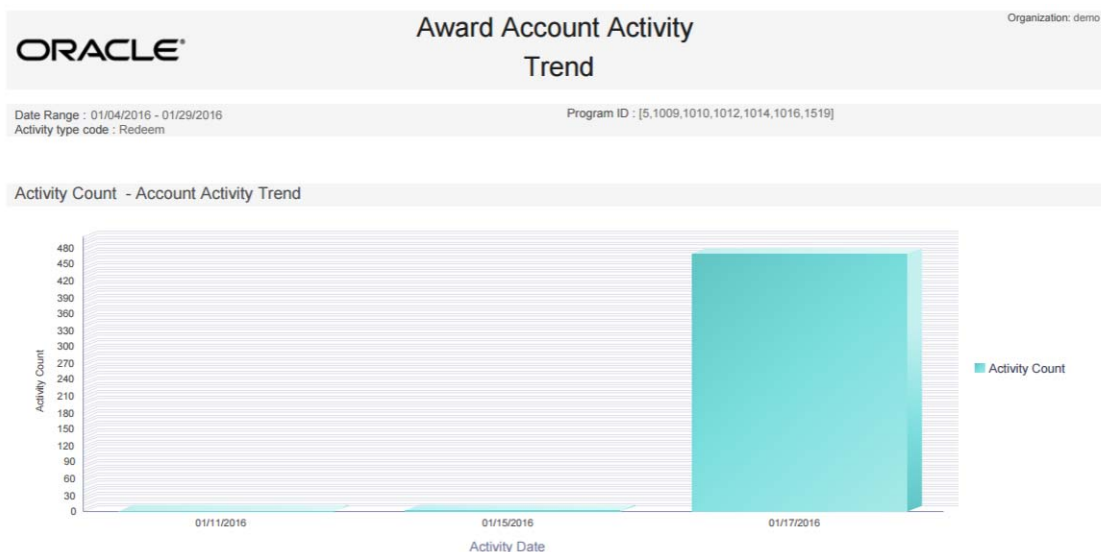 ORACLE®
Award Account Activity
Trend
Organization: demo
Date Range : 01/04/2016 - 01/29/2016
Program ID : [5,1009,1010,1012,1014,1016,1519]
Activity type code : Redeem
Activity Count - Account Activity Trend
480
450
420
390
360
330
300
270
240
210
180
150
120
90
60
30
0
Activity Count
01/11/2016
01/15/2016
01/17/2016
Activity Date
Activity Count